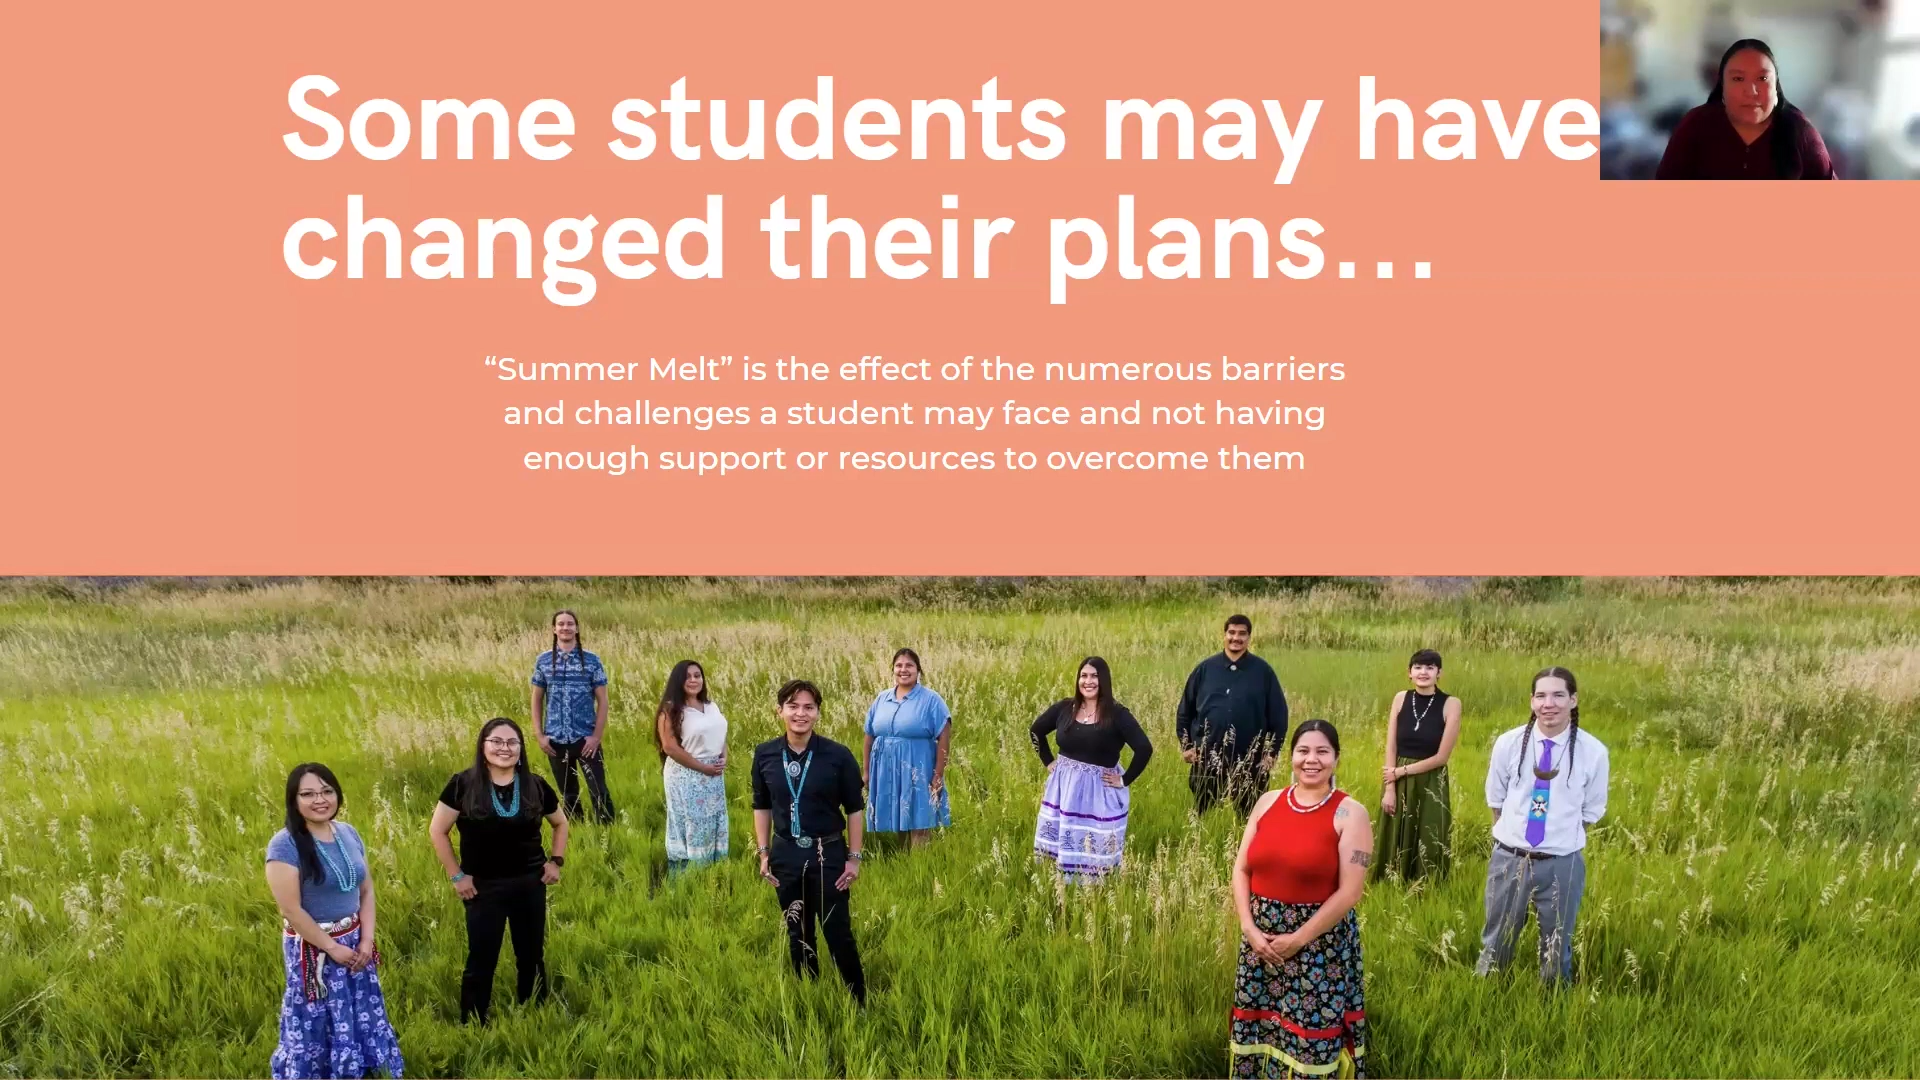 Some students may have
changed their plans...
“Summer Melt” is the effect of the numerous barriers
and challenges a student may face and not having
enough support or resources to overcome them